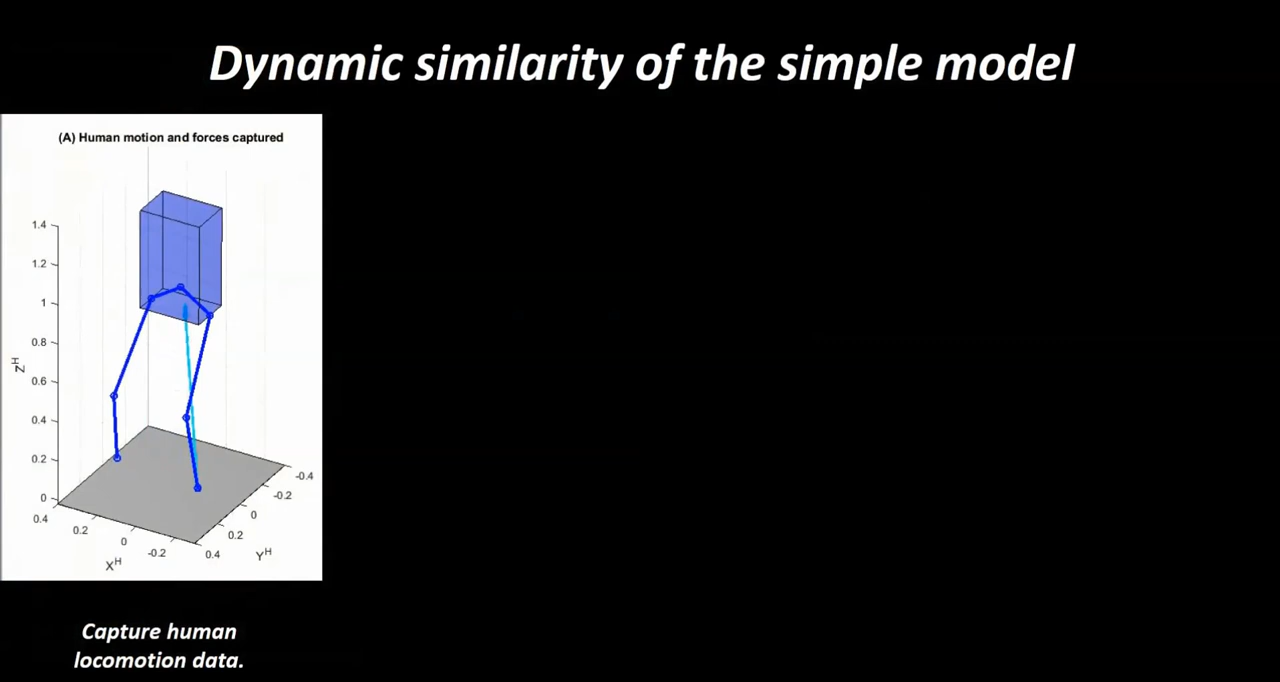 Dynamic similarity of the simple model
(A) Human motion and forces captured
1.4
1.2
1
0.8
0.6
0.4
0.2
0
Z^H
0.4
0.2
0
-0.2
X^H
-0.4
-0.2
0
0.2
0.4
Y^H
Capture human
locomotion data.